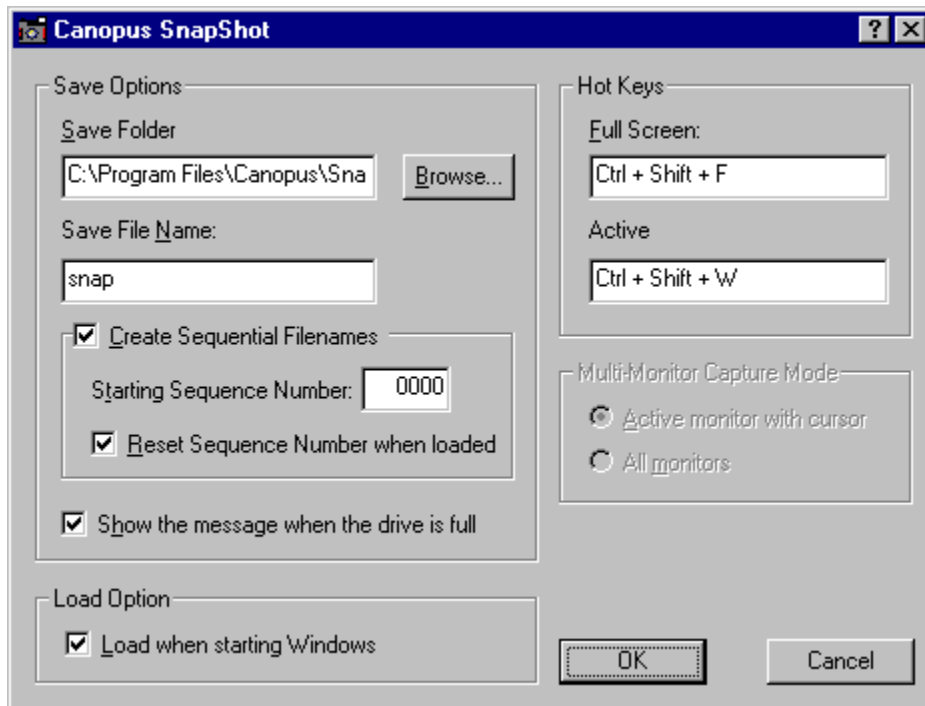 Canopus SnapShot
Save Options
Save Folder
C:\Program Files\Canopus\Sna
Browse...
Save File Name:
snap
Create Sequential Filenames
Starting Sequence Number: 0000
Reset Sequence Number when loaded
Show the message when the drive is full
Load Option
Load when starting Windows
Hot Keys
Full Screen:
Ctrl + Shift + F
Active
Ctrl + Shift + W
Multi-Monitor Capture Mode
Active monitor with cursor
All monitors
OK
Cancel